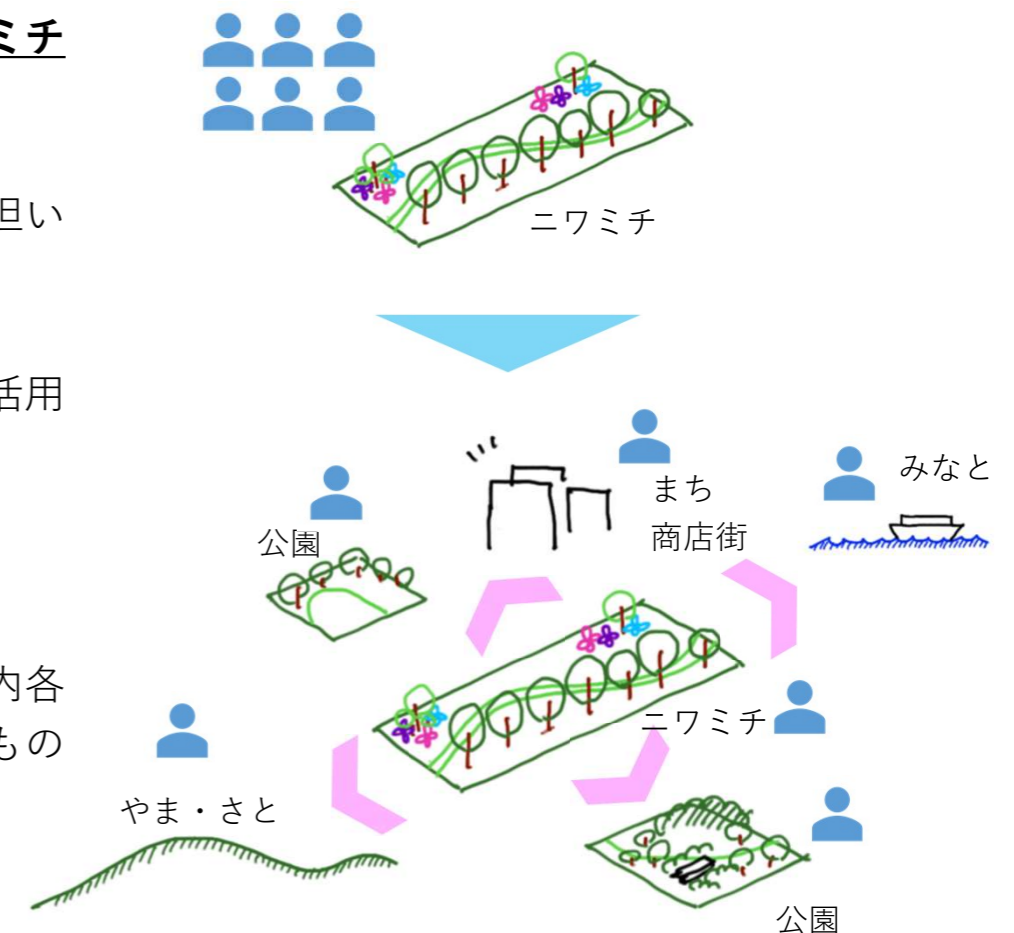 ミチ
担い
ニワミチ
活用
みなと
まち
商店街
公園
内各
もの
ニワミチ
やま・さと
公園